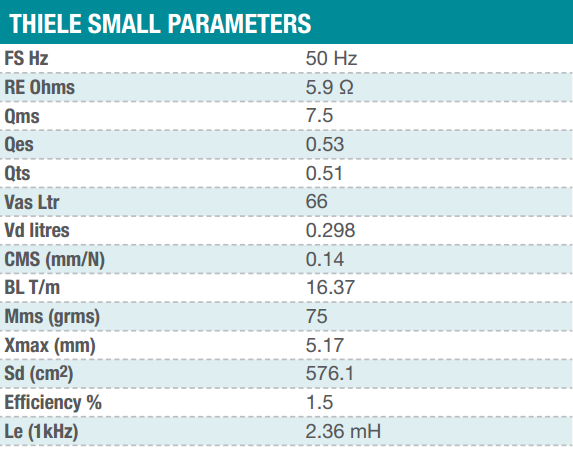 THIELE SMALL PARAMETERS
FS Hz 50 Hz
RE Ohms 5.9 Ω
Qms 7.5
Qes 0.53
Qts 0.51
Vas Ltr 66
Vd litres 0.298
CMS (mm/N) 0.14
BL T/m 16.37
Mms (grms) 75
Xmax (mm) 5.17
Sd (cm²) 576.1
Efficiency % 1.5
Le (1kHz) 2.36 mH